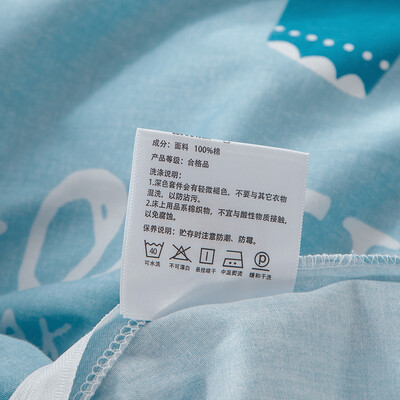 成分：面料 100%棉
产品等级：合格品
洗涤说明：
1.深色套件会有轻微褪色，不要与其它衣物
混洗，以防沾污。
2.床上用品系棉织物，不宜与酸性物质接触，
以免腐蚀。
保养说明：贮存时注意防潮、防霉。
40
可水洗 不可漂白 悬挂晾干 中温熨烫 缓和干洗